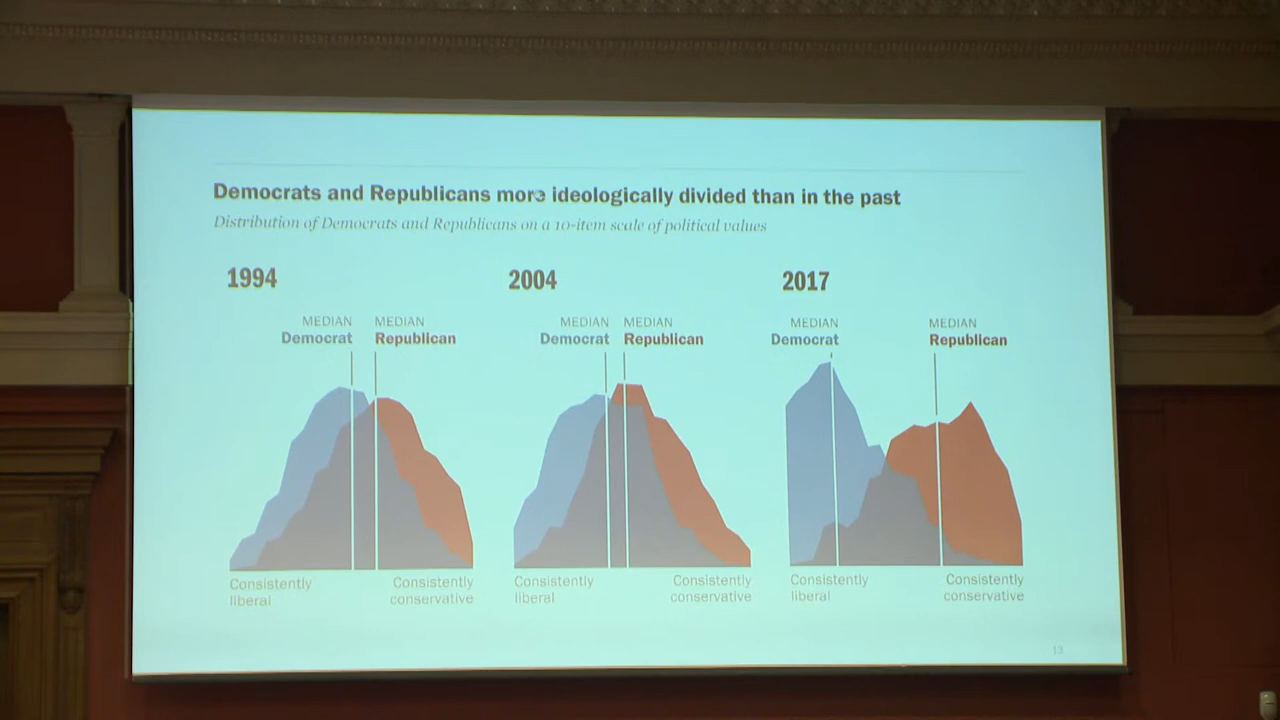 Democrats and Republicans more ideologically divided than in the past
Distribution of Democrats and Republicans on a 10-item scale of political values
1994
MEDIAN
Democrat
MEDIAN
Republican
Consistently
liberal
Consistently
conservative
2004
MEDIAN
Democrat
MEDIAN
Republican
Consistently
liberal
Consistently
conservative
2017
MEDIAN
Democrat
MEDIAN
Republican
Consistently
liberal
Consistently
conservative
13